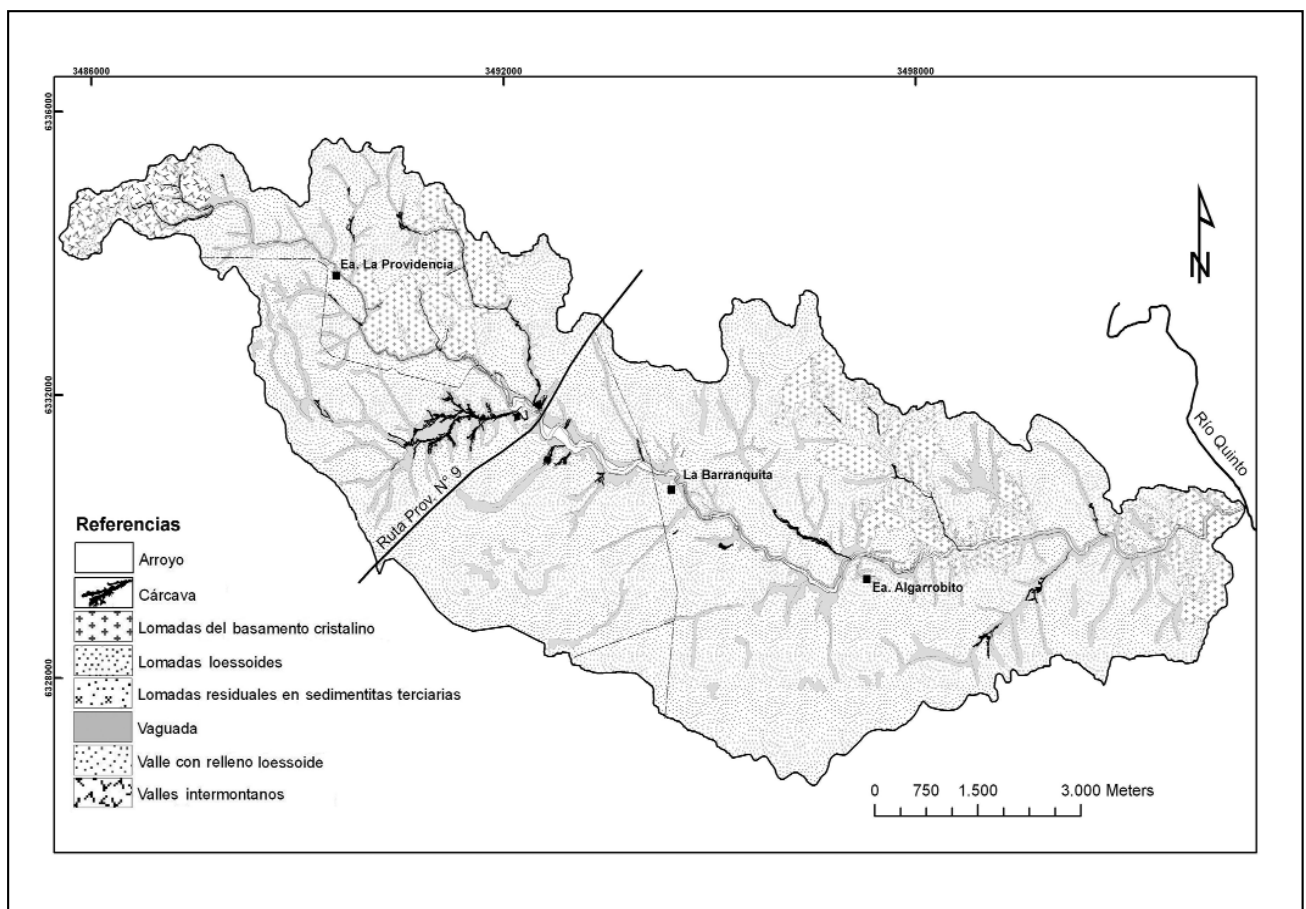 3486000
3492000
3498000
6336000
6332000
6328000
Ea. La Providencia
Ruta Prov. N° 9
La Barranquita
Ea. Algarrobito
Río Quinto
N
Referencias
Arroyo
Cárcava
Lomadas del basamento cristalino
Lomadas loessoides
Lomadas residuales en sedimentitas terciarias
Vaguada
Valle con relleno loessoide
Valles intermontanos
0 750 1.500 3.000 Meters